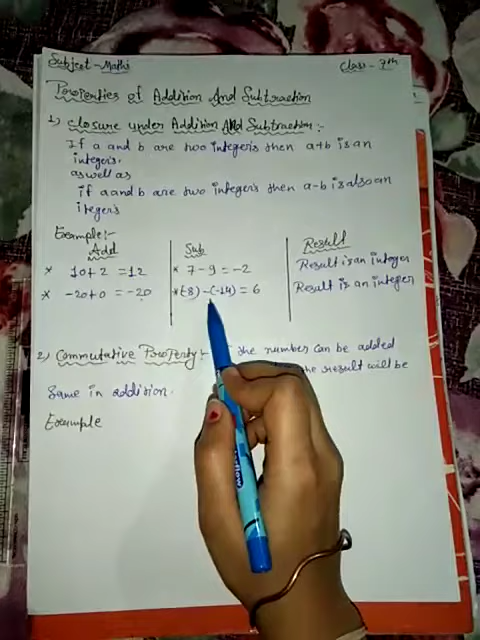 Subject-Maths Class-7th
Properties of Addition And Subtraction
1) Closure under Addition And Subtraction:-
If a and b are two integers then a+b is an
integers.
as well as
if a and b are two integers then a-b is also an
itegers
Example:-
Add Sub Result
* 10+2 =12 * 7-9 = -2 Result is an integer
* -20+0 = -20 * (-8) -(-14) = 6 Result is an integer
2) Commutative Property:- the number can be added
the result will be
Same in addition.
Example